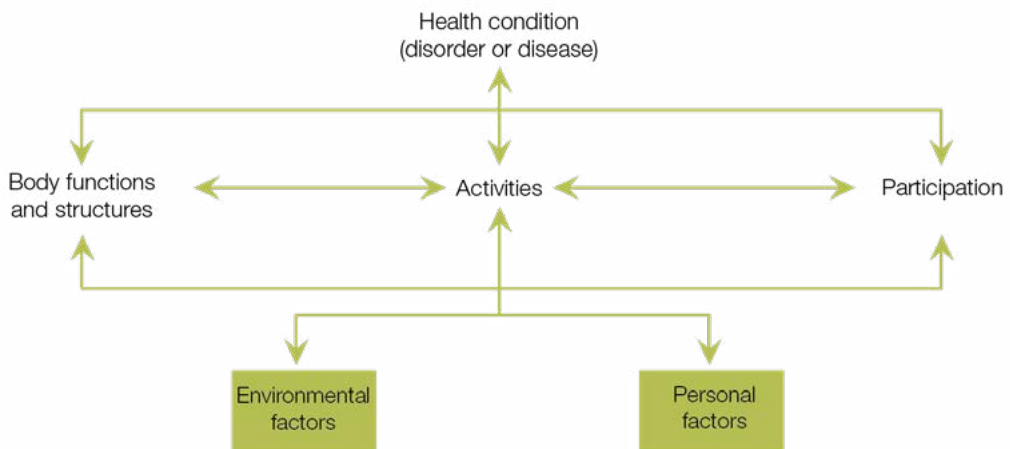 Health condition
(disorder or disease)
Body functions
and structures
Activities
Participation
Environmental
factors
Personal
factors